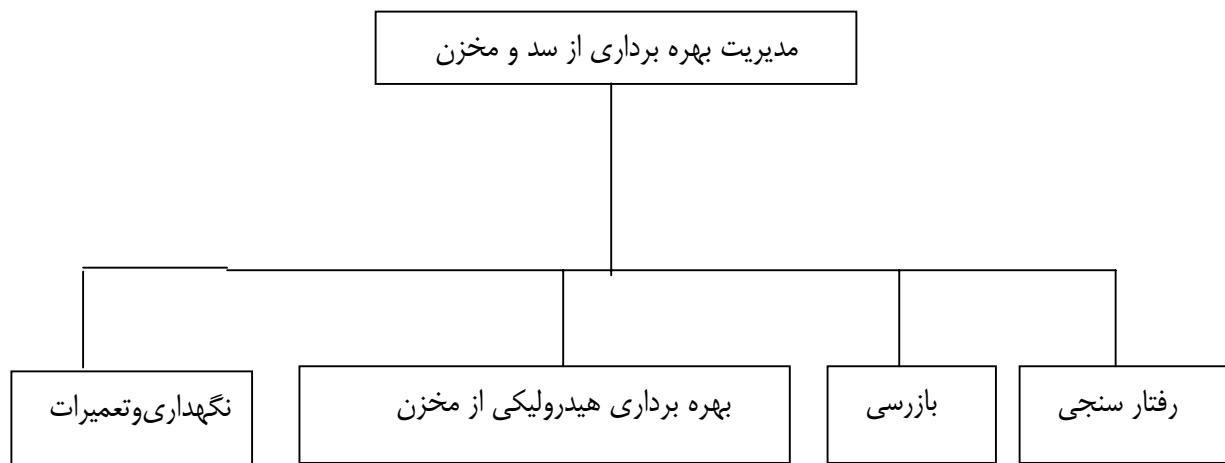 مدیریت بهره برداری از سد و مخزن
رفتار سنجی
بازرسی
بهره برداری هیدرولیکی از مخزن
نگهداری‌وتعمیرات